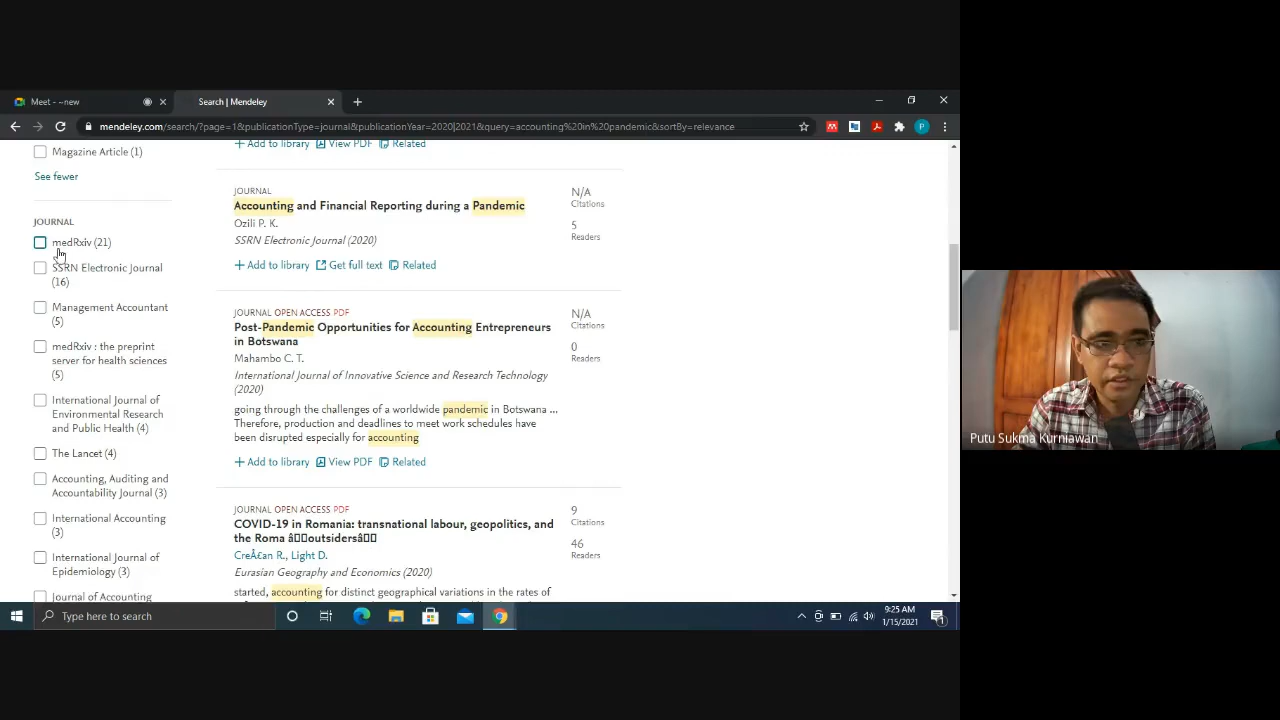 Meet - ~new
Search | Mendeley
mendeley.com/search/?page=1&publicationType=journal&publicationYear=2020|2021&query=accounting%20in%20pandemic&sortBy=relevance
P
Magazine Article (1)
See fewer
JOURNAL
medRxiv (21)
SSRN Electronic Journal
(16)
Management Accountant
(5)
medRxiv : the preprint
server for health sciences
(5)
International Journal of
Environmental Research
and Public Health (4)
The Lancet (4)
Accounting, Auditing and
Accountability Journal (3)
International Accounting
(3)
International Journal of
Epidemiology (3)
Journal of Accounting
+ Add to library View PDF Related
JOURNAL
Accounting and Financial Reporting during a Pandemic
Ozili P. K.
SSRN Electronic Journal (2020)
+ Add to library Get full text Related
N/A
Citations
5
Readers
JOURNAL OPEN ACCESS PDF
Post-Pandemic Opportunities for Accounting Entrepreneurs
in Botswana
Mahambo C. T.
International Journal of Innovative Science and Research Technology
(2020)
going through the challenges of a worldwide pandemic in Botswana ...
Therefore, production and deadlines to meet work schedules have
been disrupted especially for accounting
+ Add to library View PDF Related
N/A
Citations
0
Readers
JOURNAL OPEN ACCESS PDF
COVID-19 in Romania: transnational labour, geopolitics, and
the Roma â outsidersâ
CreÅ£an R., Light D.
Eurasian Geography and Economics (2020)
started, accounting for distinct geographical variations in the rates of
9
Citations
46
Readers
Putu Sukma Kurniawan
Type here to search
9:25 AM
1/15/2021
1